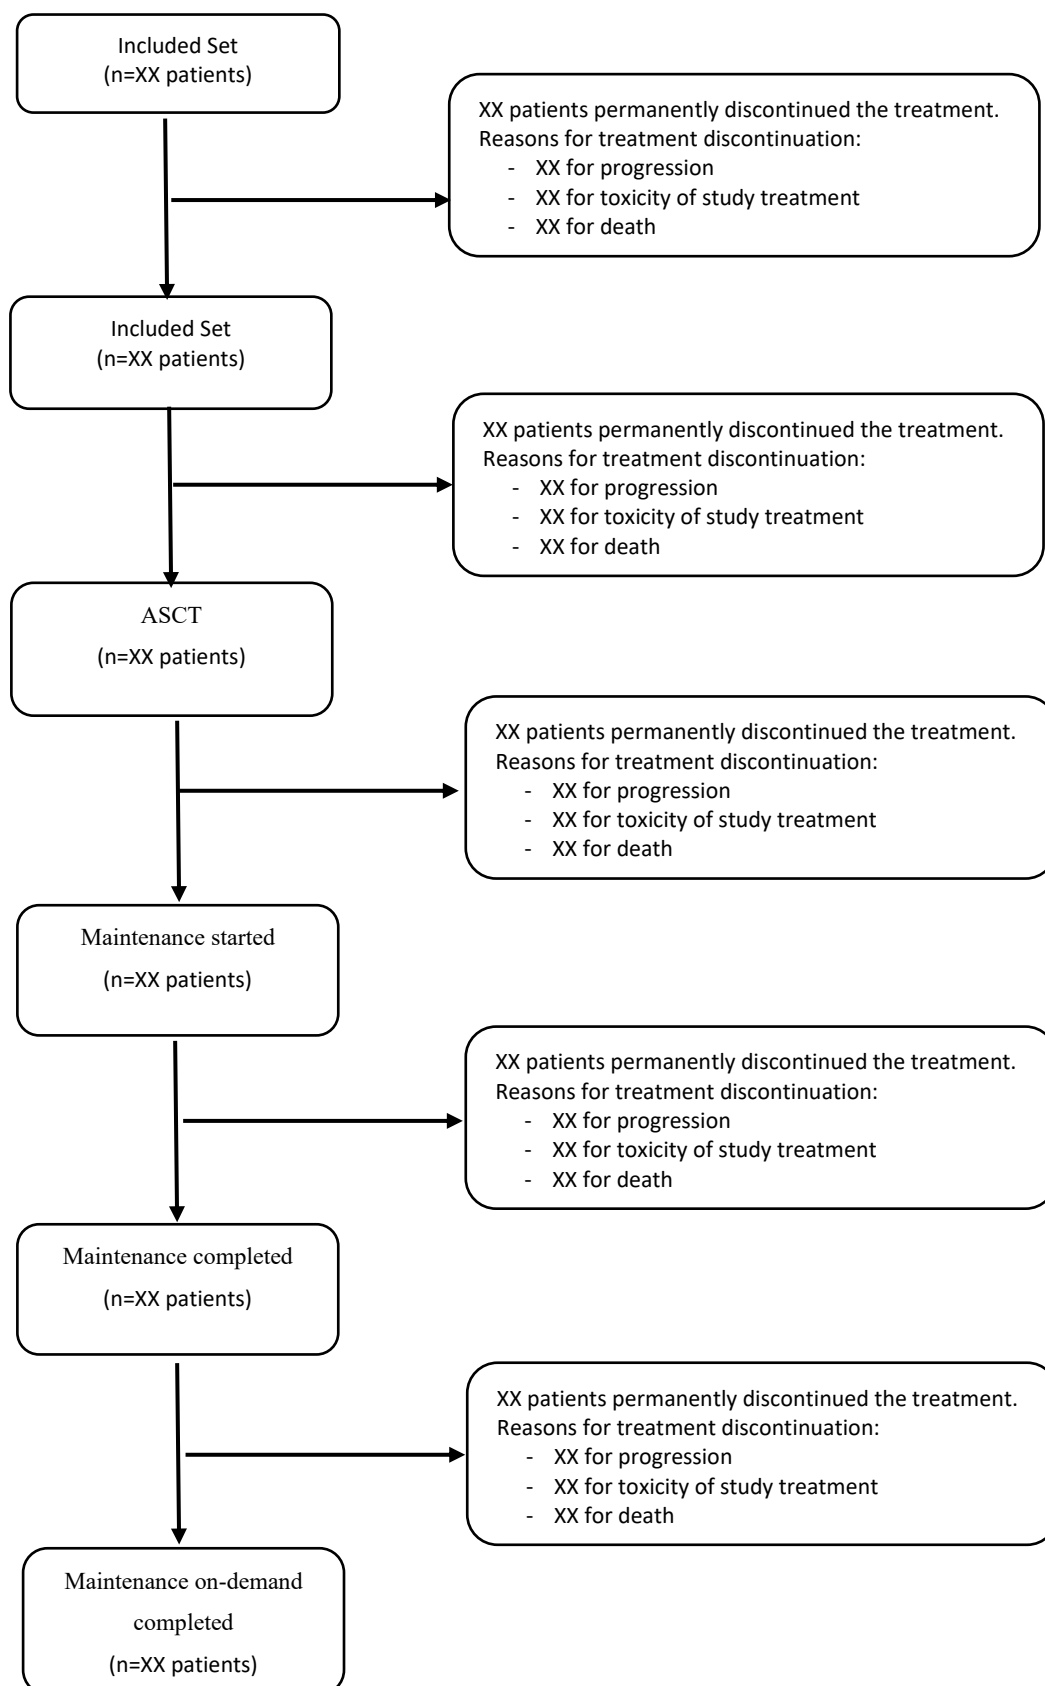 Included Set
(n=XX patients)
XX patients permanently discontinued the treatment.
Reasons for treatment discontinuation:
- XX for progression
- XX for toxicity of study treatment
- XX for death
Included Set
(n=XX patients)
XX patients permanently discontinued the treatment.
Reasons for treatment discontinuation:
- XX for progression
- XX for toxicity of study treatment
- XX for death
ASCT
(n=XX patients)
XX patients permanently discontinued the treatment.
Reasons for treatment discontinuation:
- XX for progression
- XX for toxicity of study treatment
- XX for death
Maintenance started
(n=XX patients)
XX patients permanently discontinued the treatment.
Reasons for treatment discontinuation:
- XX for progression
- XX for toxicity of study treatment
- XX for death
Maintenance completed
(n=XX patients)
XX patients permanently discontinued the treatment.
Reasons for treatment discontinuation:
- XX for progression
- XX for toxicity of study treatment
- XX for death
Maintenance on-demand
completed
(n=XX patients)